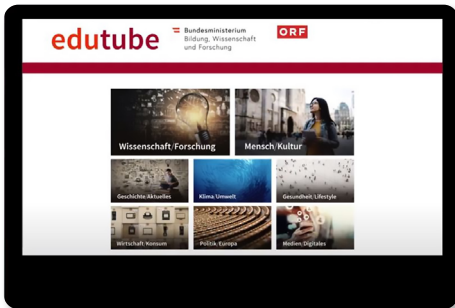 edutube
Bundesministerium
Bildung, Wissenschaft
und Forschung
ORF
Wissenschaft/Forschung
Mensch/Kultur
Geschichte/Aktuelles
Klima/Umwelt
Gesundheit/Lifestyle
Wirtschaft/Konsum
Politik/Europa
Medien/Digitales